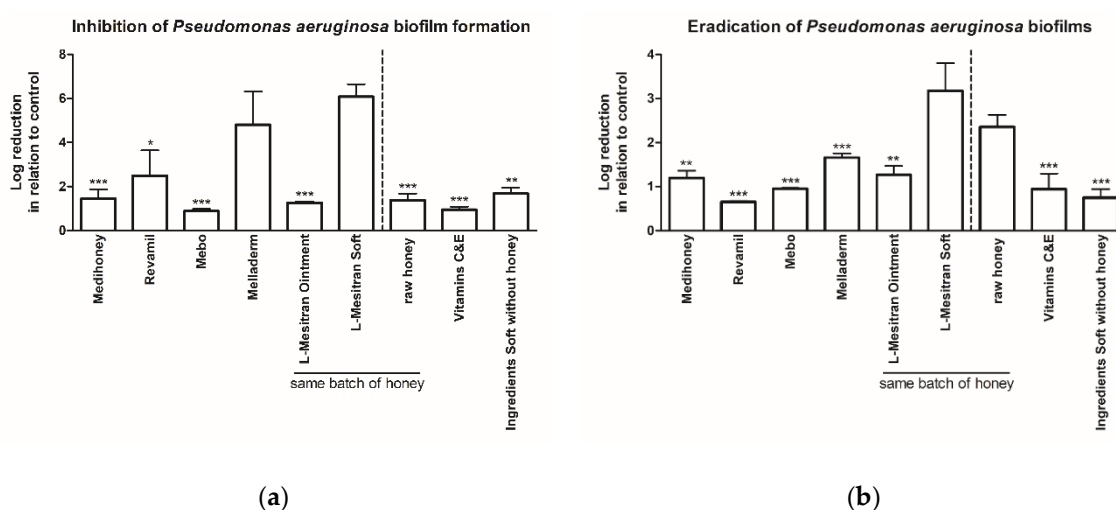 Inhibition of Pseudomonas aeruginosa biofilm formation
Log reduction
in relation to control
8
6
4
2
0
***
*
***
***
***
***
**
Medihoney
Revamil
Mebo
Melladerm
L-Mesitran Ointment
L-Mesitran Soft
raw honey
Vitamins C&E
Ingredients Soft without honey
same batch of honey
(a)
Eradication of Pseudomonas aeruginosa biofilms
Log reduction
in relation to control
4
3
2
1
0
**
***
***
***
**
***
***
Medihoney
Revamil
Mebo
Melladerm
L-Mesitran Ointment
L-Mesitran Soft
raw honey
Vitamins C&E
Ingredients Soft without honey
same batch of honey
(b)